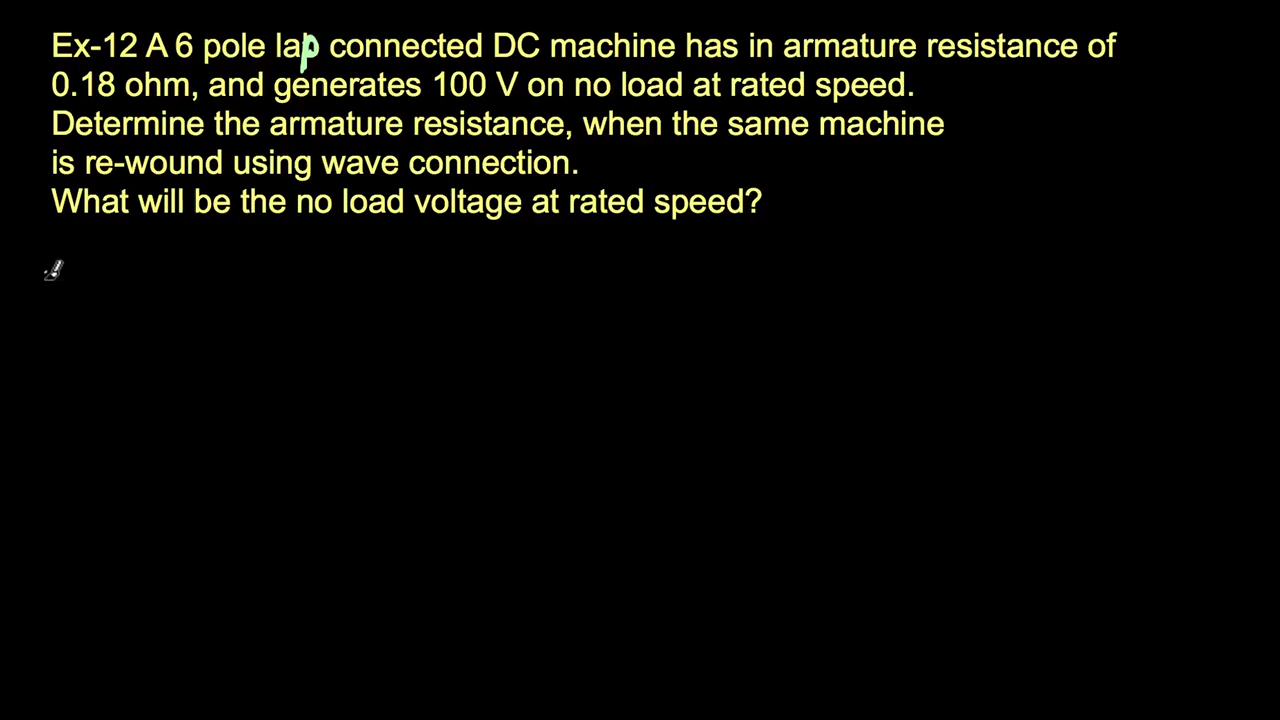 Ex-12 A 6 pole lap connected DC machine has in armature resistance of
0.18 ohm, and generates 100 V on no load at rated speed.
Determine the armature resistance, when the same machine
is re-wound using wave connection.
What will be the no load voltage at rated speed?